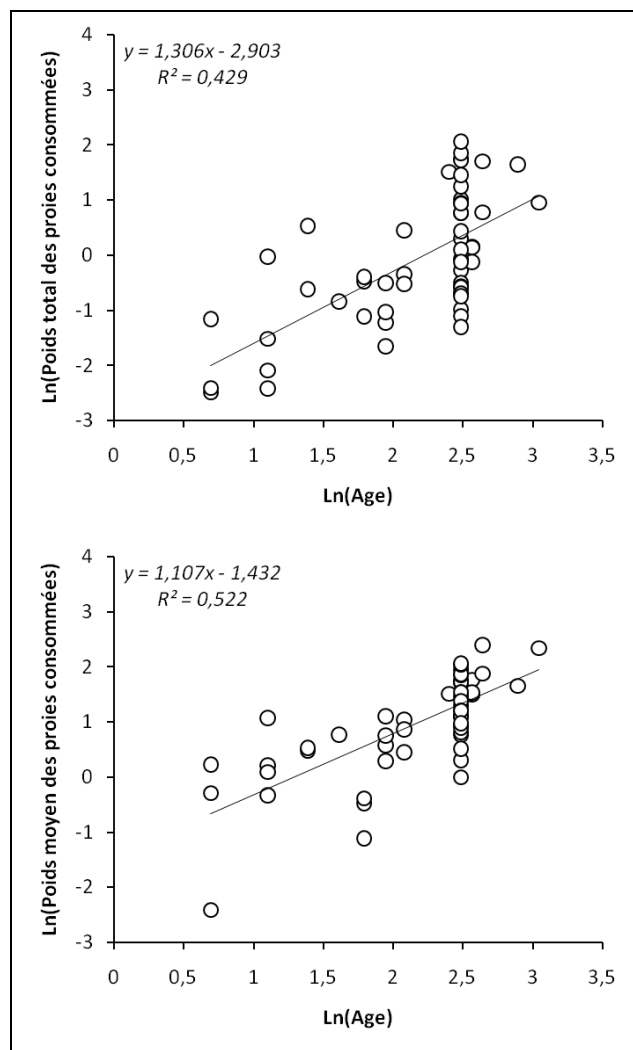 y = 1,306x - 2,903
R² = 0,429
Ln(Poids total des proies consommées)
4
3
2
1
0
-1
-2
-3
0 0,5 1 1,5 2 2,5 3 3,5
Ln(Age)
y = 1,107x - 1,432
R² = 0,522
Ln(Poids moyen des proies consommées)
4
3
2
1
0
-1
-2
-3
0 0,5 1 1,5 2 2,5 3 3,5
Ln(Age)